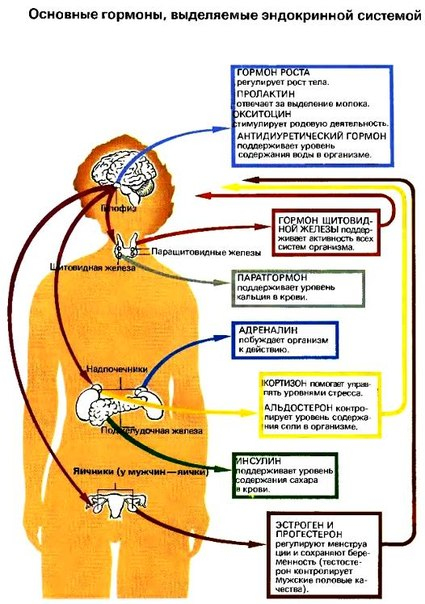 Основные гормоны, выделяемые эндокринной системой
ГОРМОН РОСТА
регулирует рост тела.
ПРОЛАКТИН
отвечает за выделение молока.
ОКСИТОЦИН
стимулирует родовую деятельность.
АНТИДИУРЕТИЧЕСКИЙ ГОРМОН
поддерживает уровень
содержания воды в организме.
Гипофиз
ГОРМОН ЩИТОВИД-
НОЙ ЖЕЛЕЗЫ поддер-
живает активность всех
систем организма.
Паращитовидные железы
Щитовидная железа
ПАРАТГОРМОН
поддерживает уровень
кальция в крови.
АДРЕНАЛИН
побуждает организм
к действию.
Надпочечники
КОРТИЗОН помогает упра-
влять уровнями стресса.
АЛЬДОСТЕРОН контро-
лирует уровень содержа-
ния соли в организме.
Поджелудочная железа
ИНСУЛИН
поддерживает уровень
содержания сахара
в крови.
Яичники (у мужчин—яички)
ЭСТРОГЕН И
ПРОГЕСТЕРОН
регулируют менструа
ции и сохраняют бере-
менность (тестосте-
рон контролирует
мужские половые ка-
чества).